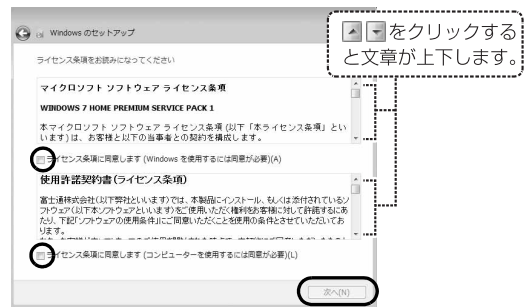 Windows のセットアップ
▲ ▼ をクリックする
と文章が上下します。
ライセンス条項をお読みになってください
マイクロソフト ソフトウェア ライセンス条項
WINDOWS 7 HOME PREMIUM SERVICE PACK 1
本マイクロソフト ソフトウェア ライセンス条項 (以下「本ライセンス条項」とい
います) は、お客様と以下の当事者との契約を構成します。
ライセンス条項に同意します (Windows を使用するには同意が必要)(A)
使用許諾契約書(ライセンス条項)
富士通株式会社(以下弊社といいます)では、本製品にインストール、もしくは添付されているソ
フトウェア(以下本ソフトウェアといいます)をご使用いただく権利をお客様に対して許諾するにあ
たり、下記「ソフトウェアの使用条件」にご同意いただくことを使用の条件とさせていただいてお
ります。
ライセンス条項に同意します (コンピューターを使用するには同意が必要)(L)
次へ(N)